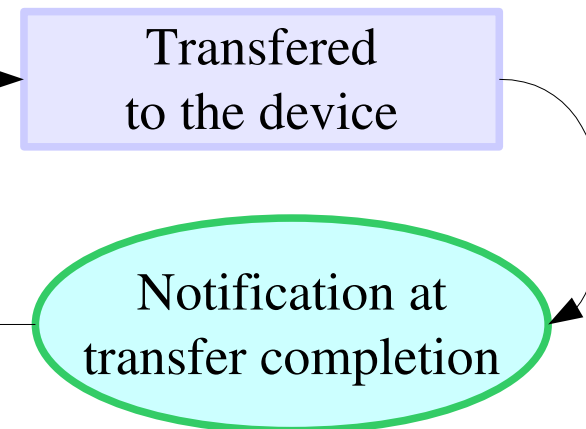 Transfered
to the device
Notification at
transfer completion